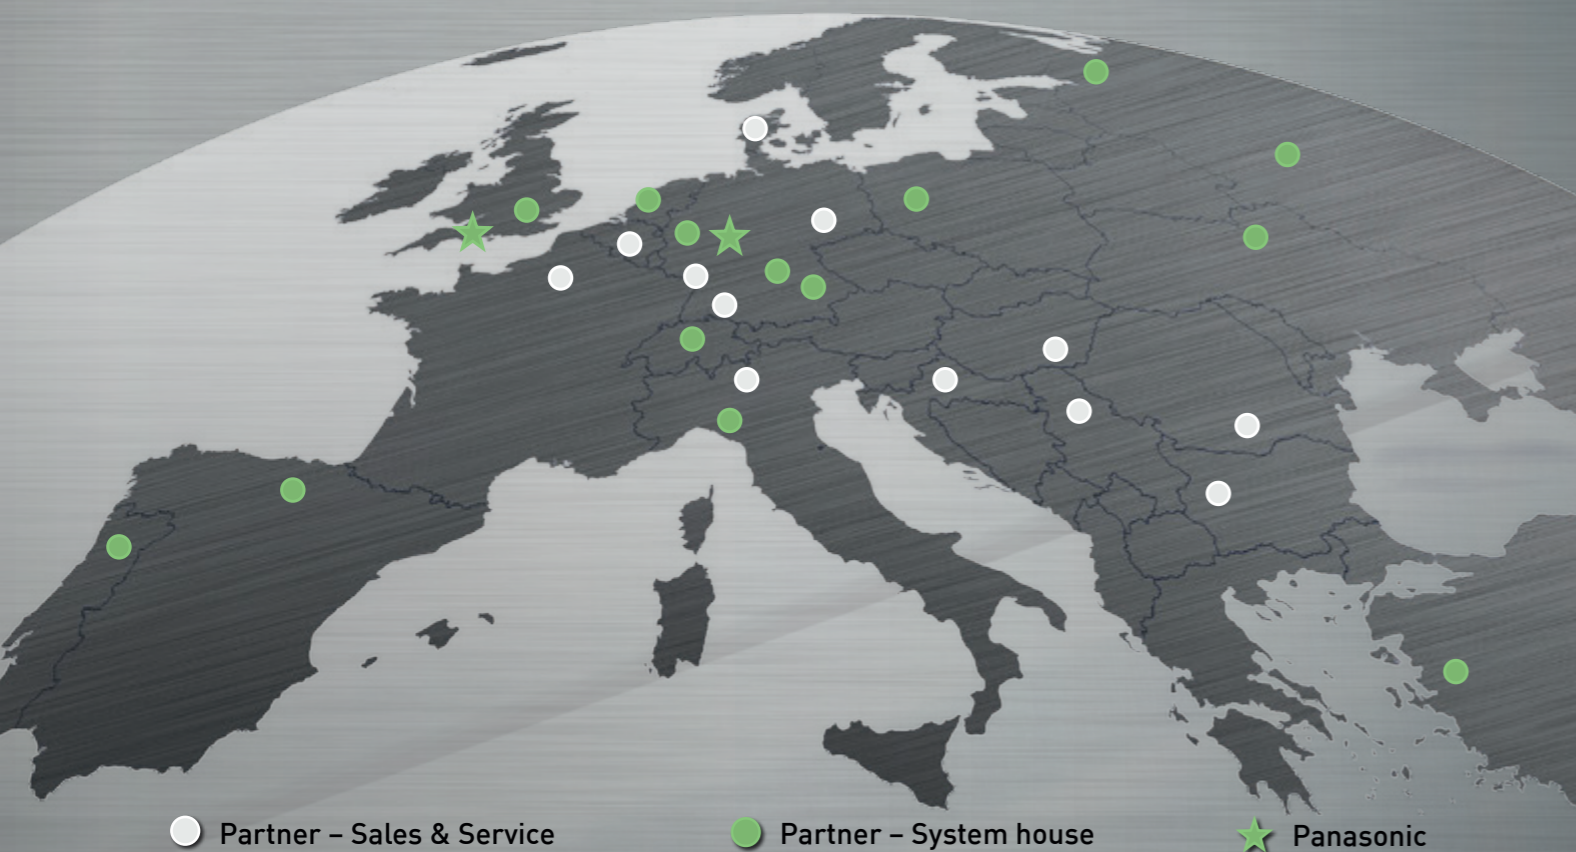 Partner – Sales & Service
Partner – System house
Panasonic